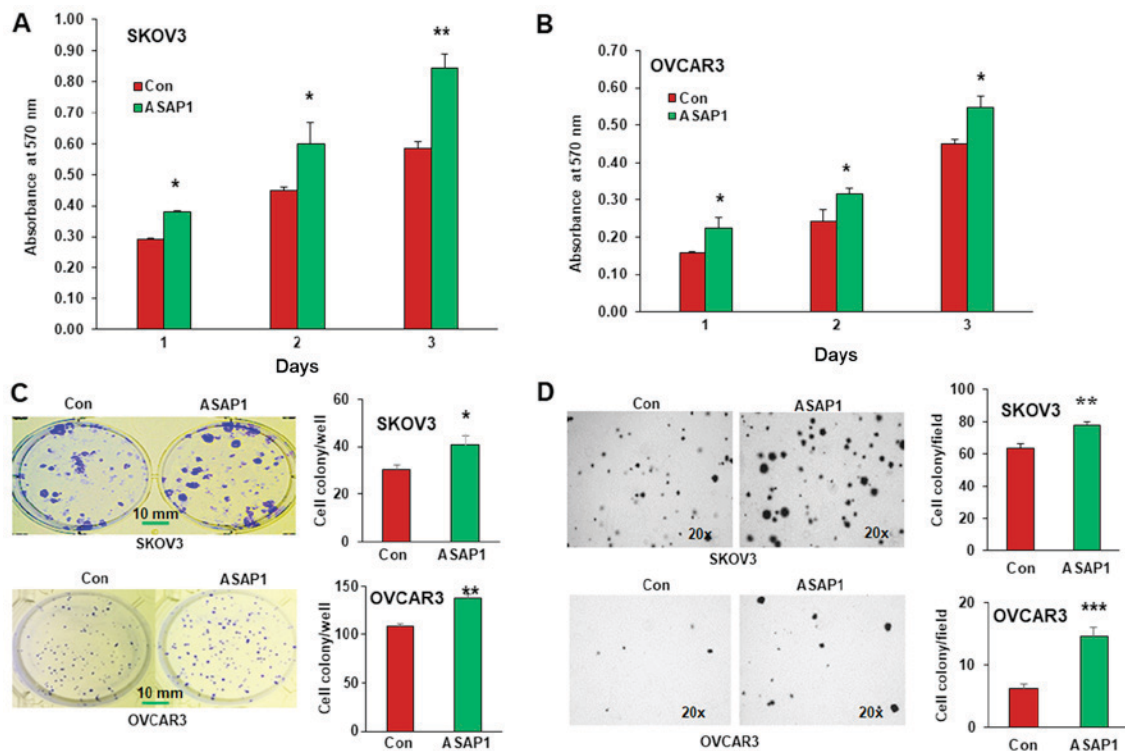 A
SKOV3
Con
ASAP1
Absorbance at 570 nm
1.00
0.90
0.80
0.70
0.60
0.50
0.40
0.30
0.20
0.10
0.00
*
*
**
1 2 3
Days
B
OVCAR3
Con
ASAP1
Absorbance at 570 nm
0.70
0.60
0.50
0.40
0.30
0.20
0.10
0.00
*
*
*
1 2 3
Days
C
Con ASAP1
10 mm
SKOV3
Cell colony/well
60
40
20
0
SKOV3
*
Con ASAP1
Con ASAP1
10 mm
OVCAR3
Cell colony/well
150
100
50
0
OVCAR3
**
Con ASAP1
D
Con ASAP1
20x 20x
SKOV3
Cell colony/field
100
80
60
40
20
0
SKOV3
**
Con ASAP1
Con ASAP1
20x 20x
OVCAR3
Cell colony/field
20
10
0
OVCAR3
***
Con ASAP1